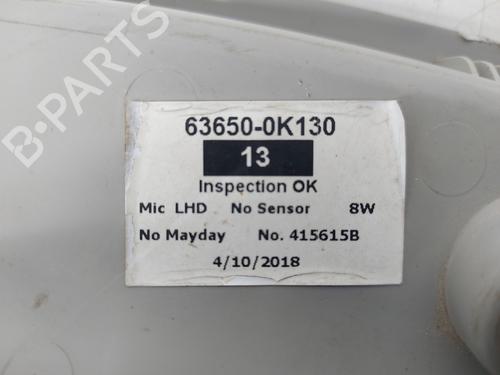 63650-0K130
13
Inspection OK
Mic LHD No Sensor 8W
No Mayday No. 415615B
4/10/2018
B-PARTS